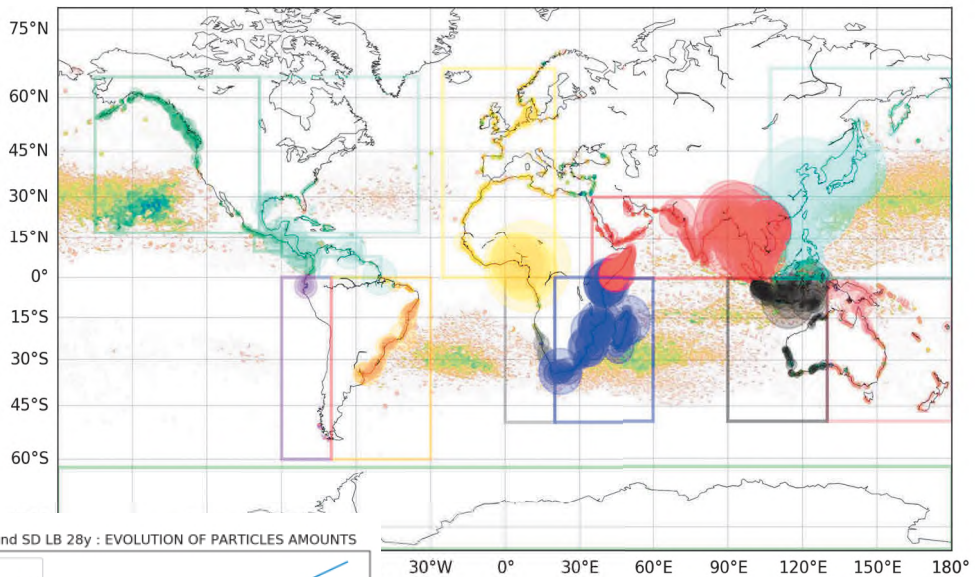 75°N
60°N
45°N
30°N
15°N
0°
15°S
30°S
45°S
60°S
nd SD LB 28y : EVOLUTION OF PARTICLES AMOUNTS
30°W 0° 30°E 60°E 90°E 120°E 150°E 180°